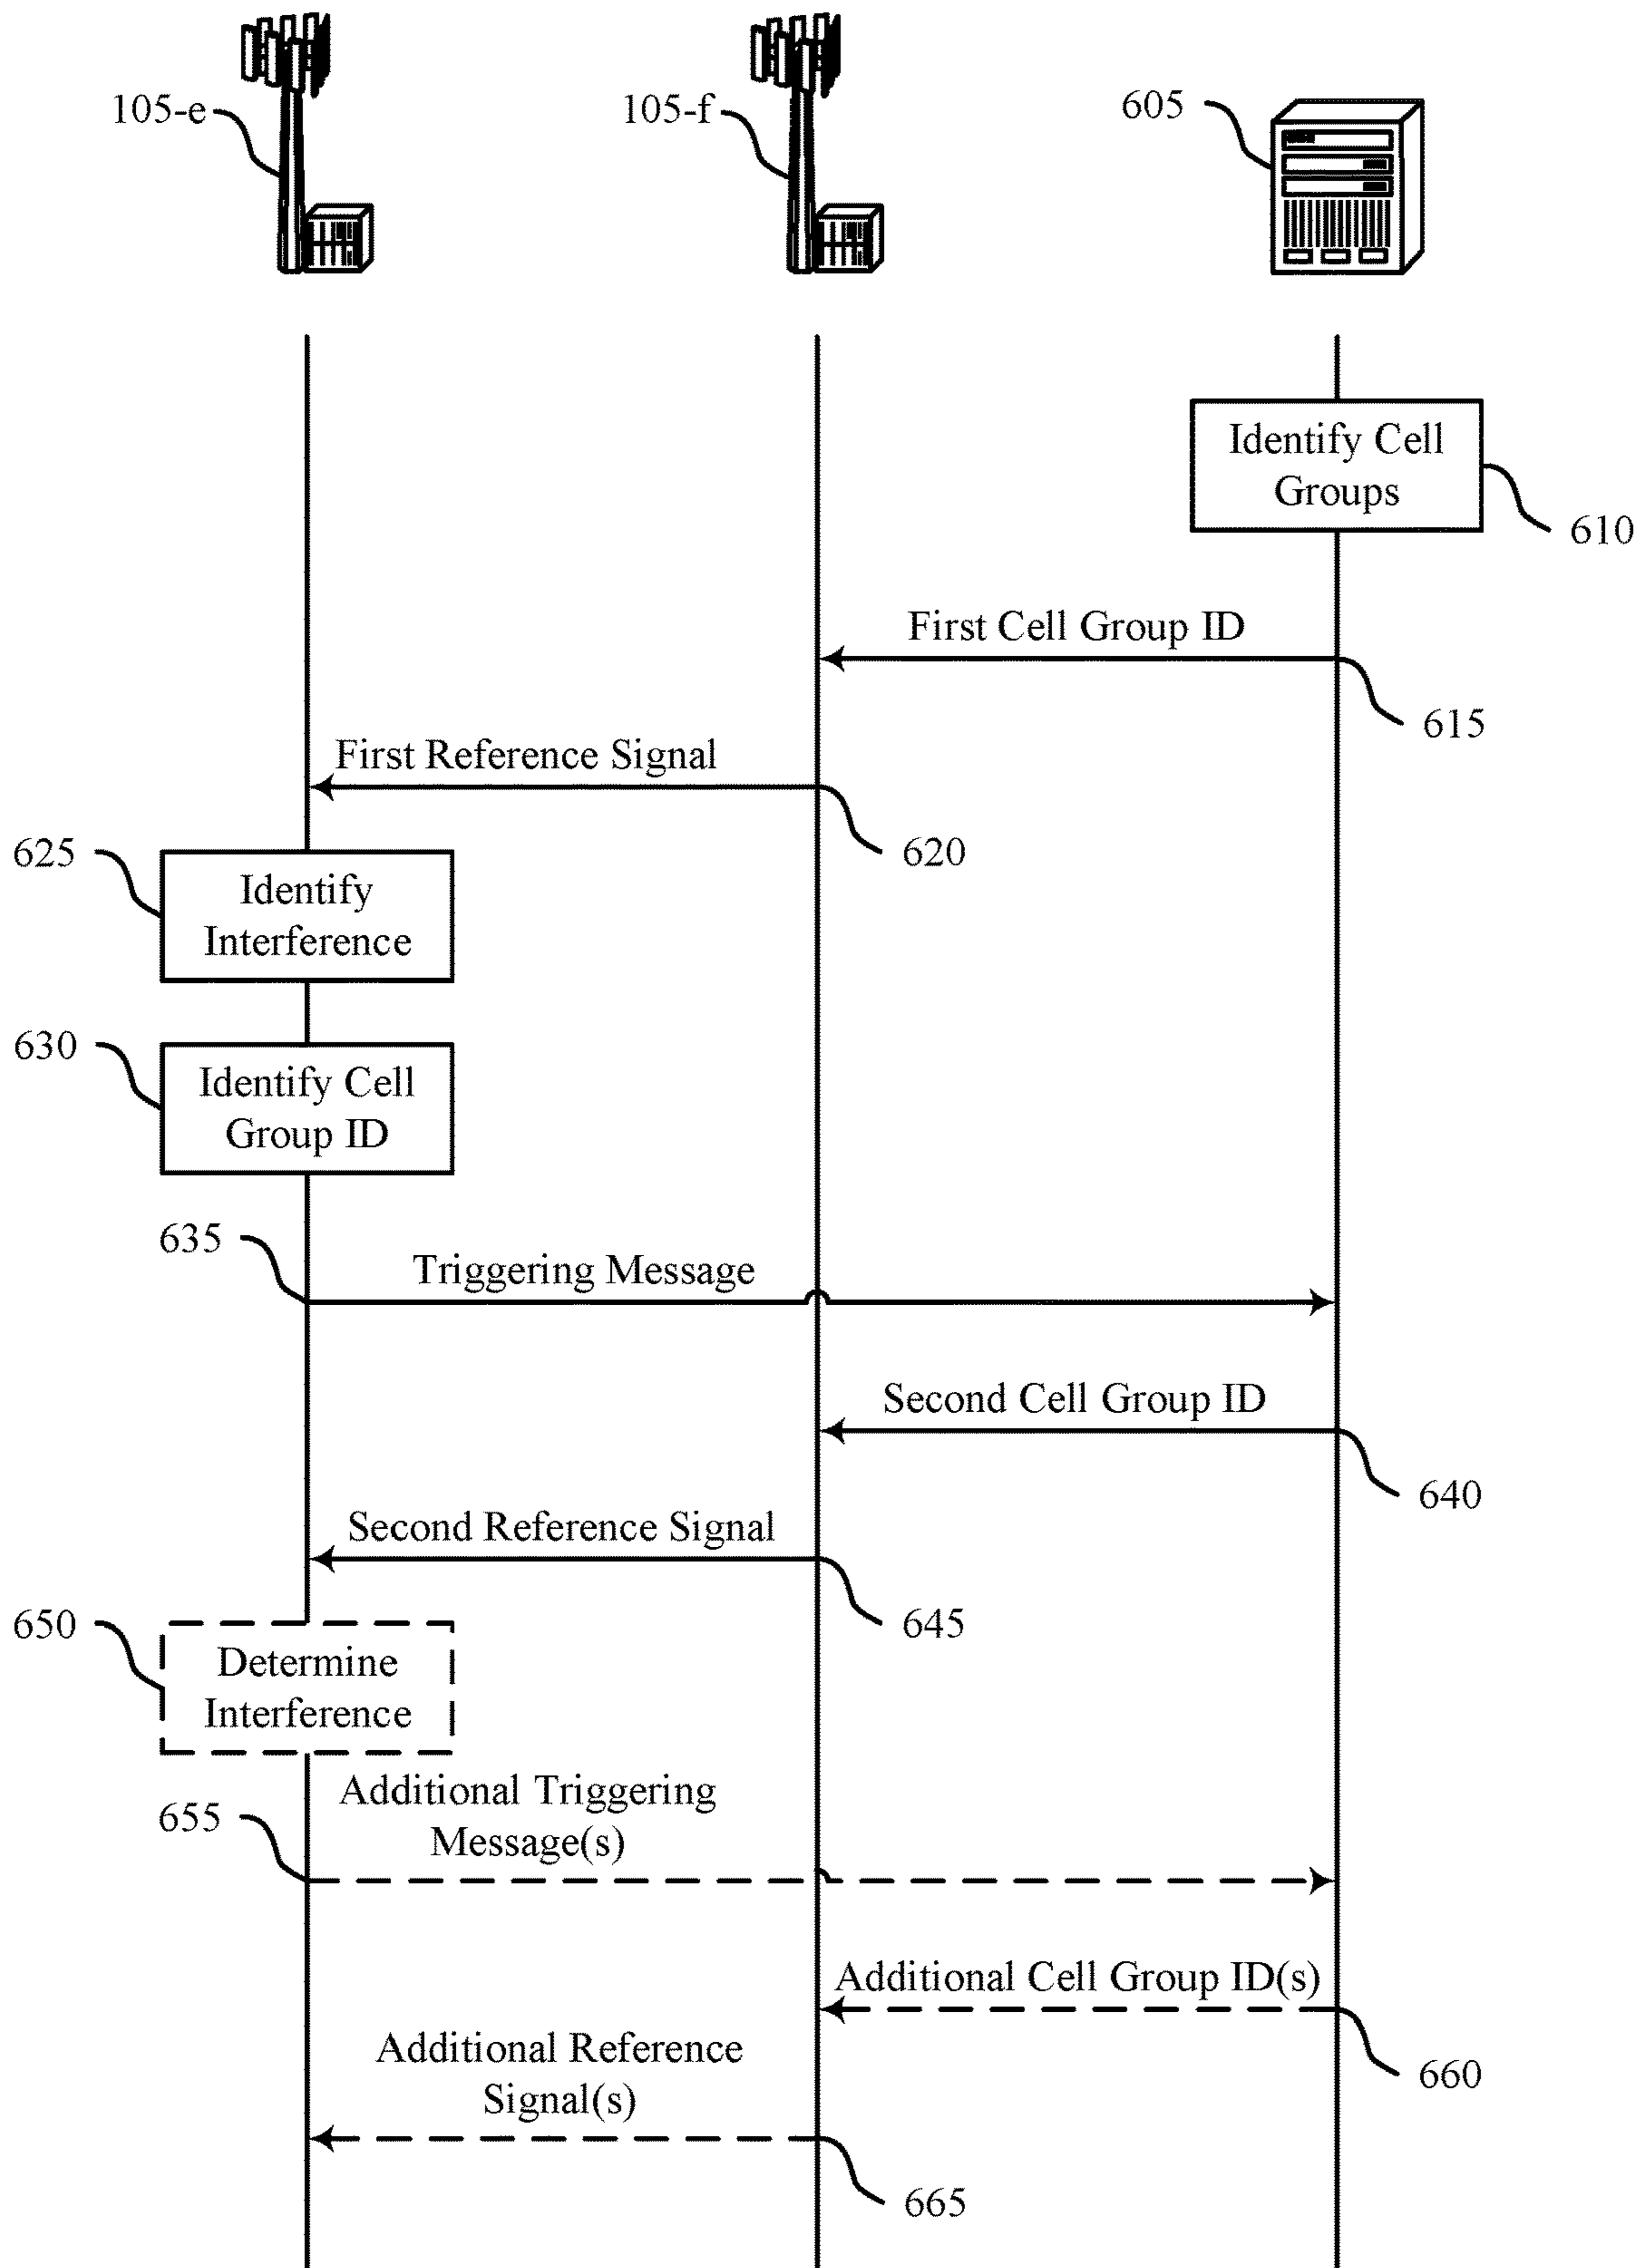 105-e
105-f
605
Identify Cell
Groups
610
First Cell Group ID
615
First Reference Signal
620
625
Identify
Interference
630
Identify Cell
Group ID
635
Triggering Message
Second Cell Group ID
640
Second Reference Signal
645
650
Determine
Interference
655
Additional Triggering
Message(s)
Additional Cell Group ID(s)
660
Additional Reference
Signal(s)
665